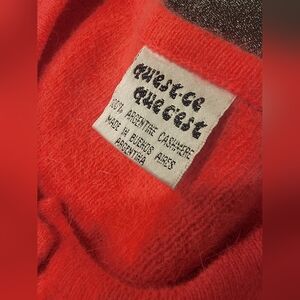 qu'est-ce
que c'est
100% ARGENTINE CASHMERE
MADE IN BUENOS AIRES
ARGENTINA